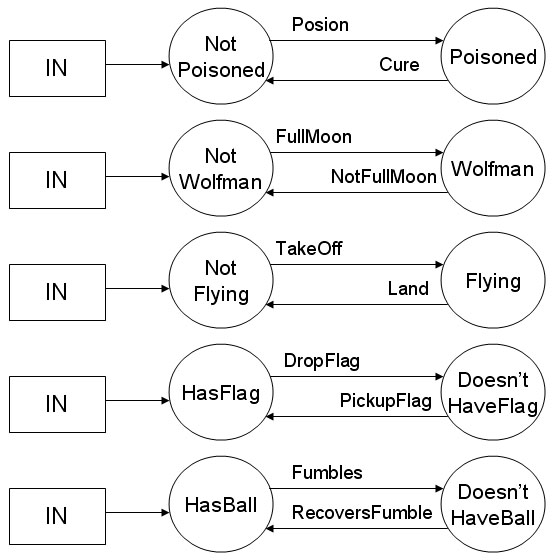 Posion
IN
Not
Poisoned
Poisoned
Cure
FullMoon
IN
Not
Wolfman
Wolfman
NotFullMoon
TakeOff
IN
Not
Flying
Flying
Land
DropFlag
IN
HasFlag
Doesn't
HaveFlag
PickupFlag
Fumbles
IN
HasBall
Doesn't
HaveBall
RecoversFumble